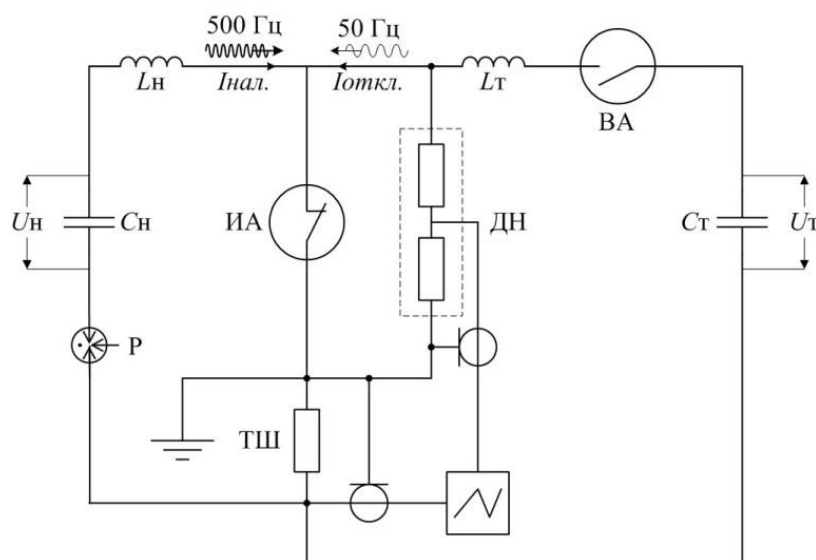 500 Гц 50 Гц
Lн Iнал. Iоткл. Lт
ВА
Uн Cн ИА ДН Cт Uт
Р
ТШ